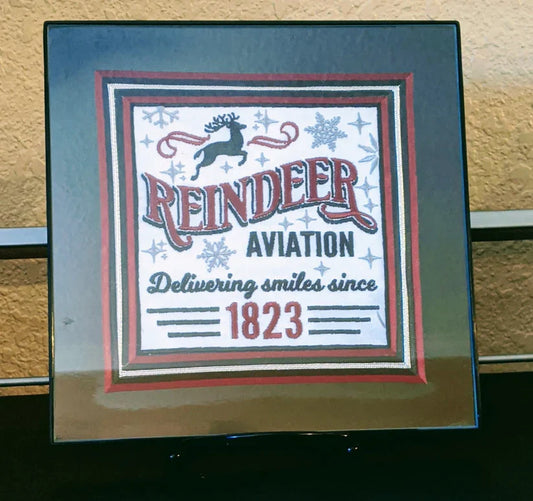 REINDEER
AVIATION
Delivering smiles since
1823